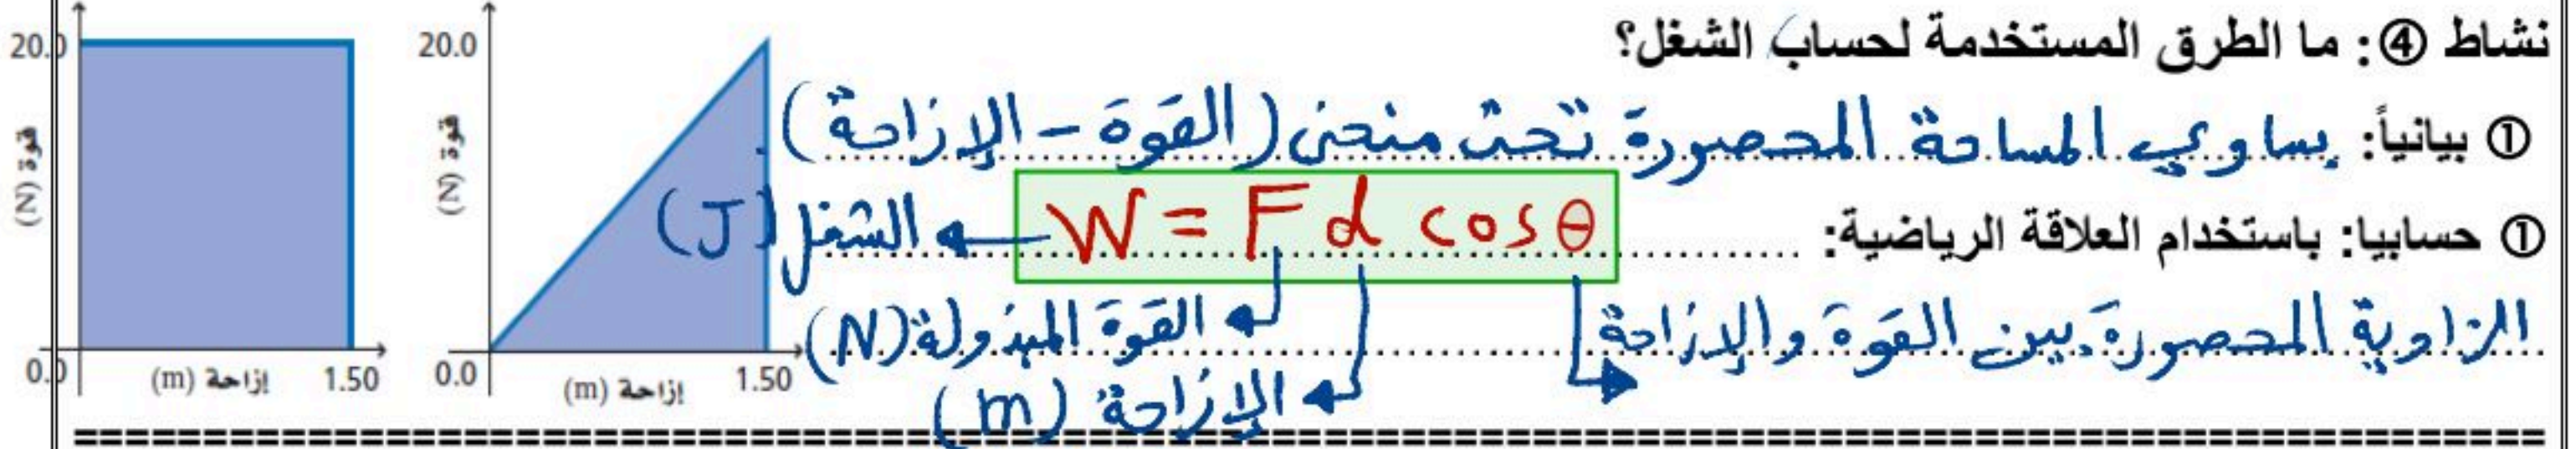 نشاط ④: ما الطرق المستخدمة لحساب الشغل؟
① بيانياً: يساوي المساحة المحصورة تحت منحنى (القوة - الإزاحة).
① حسابيا: باستخدام العلاقة الرياضية: W = F d cos θ
الشغل (J)
القوة المبذولة (N)
الإزاحة (m)
الزاوية المحصورة بين القوة والإزاحة
20.0
قوة (N)
0.0
إزاحة (m)
1.50
20.0
قوة (N)
0.0
إزاحة (m)
1.50